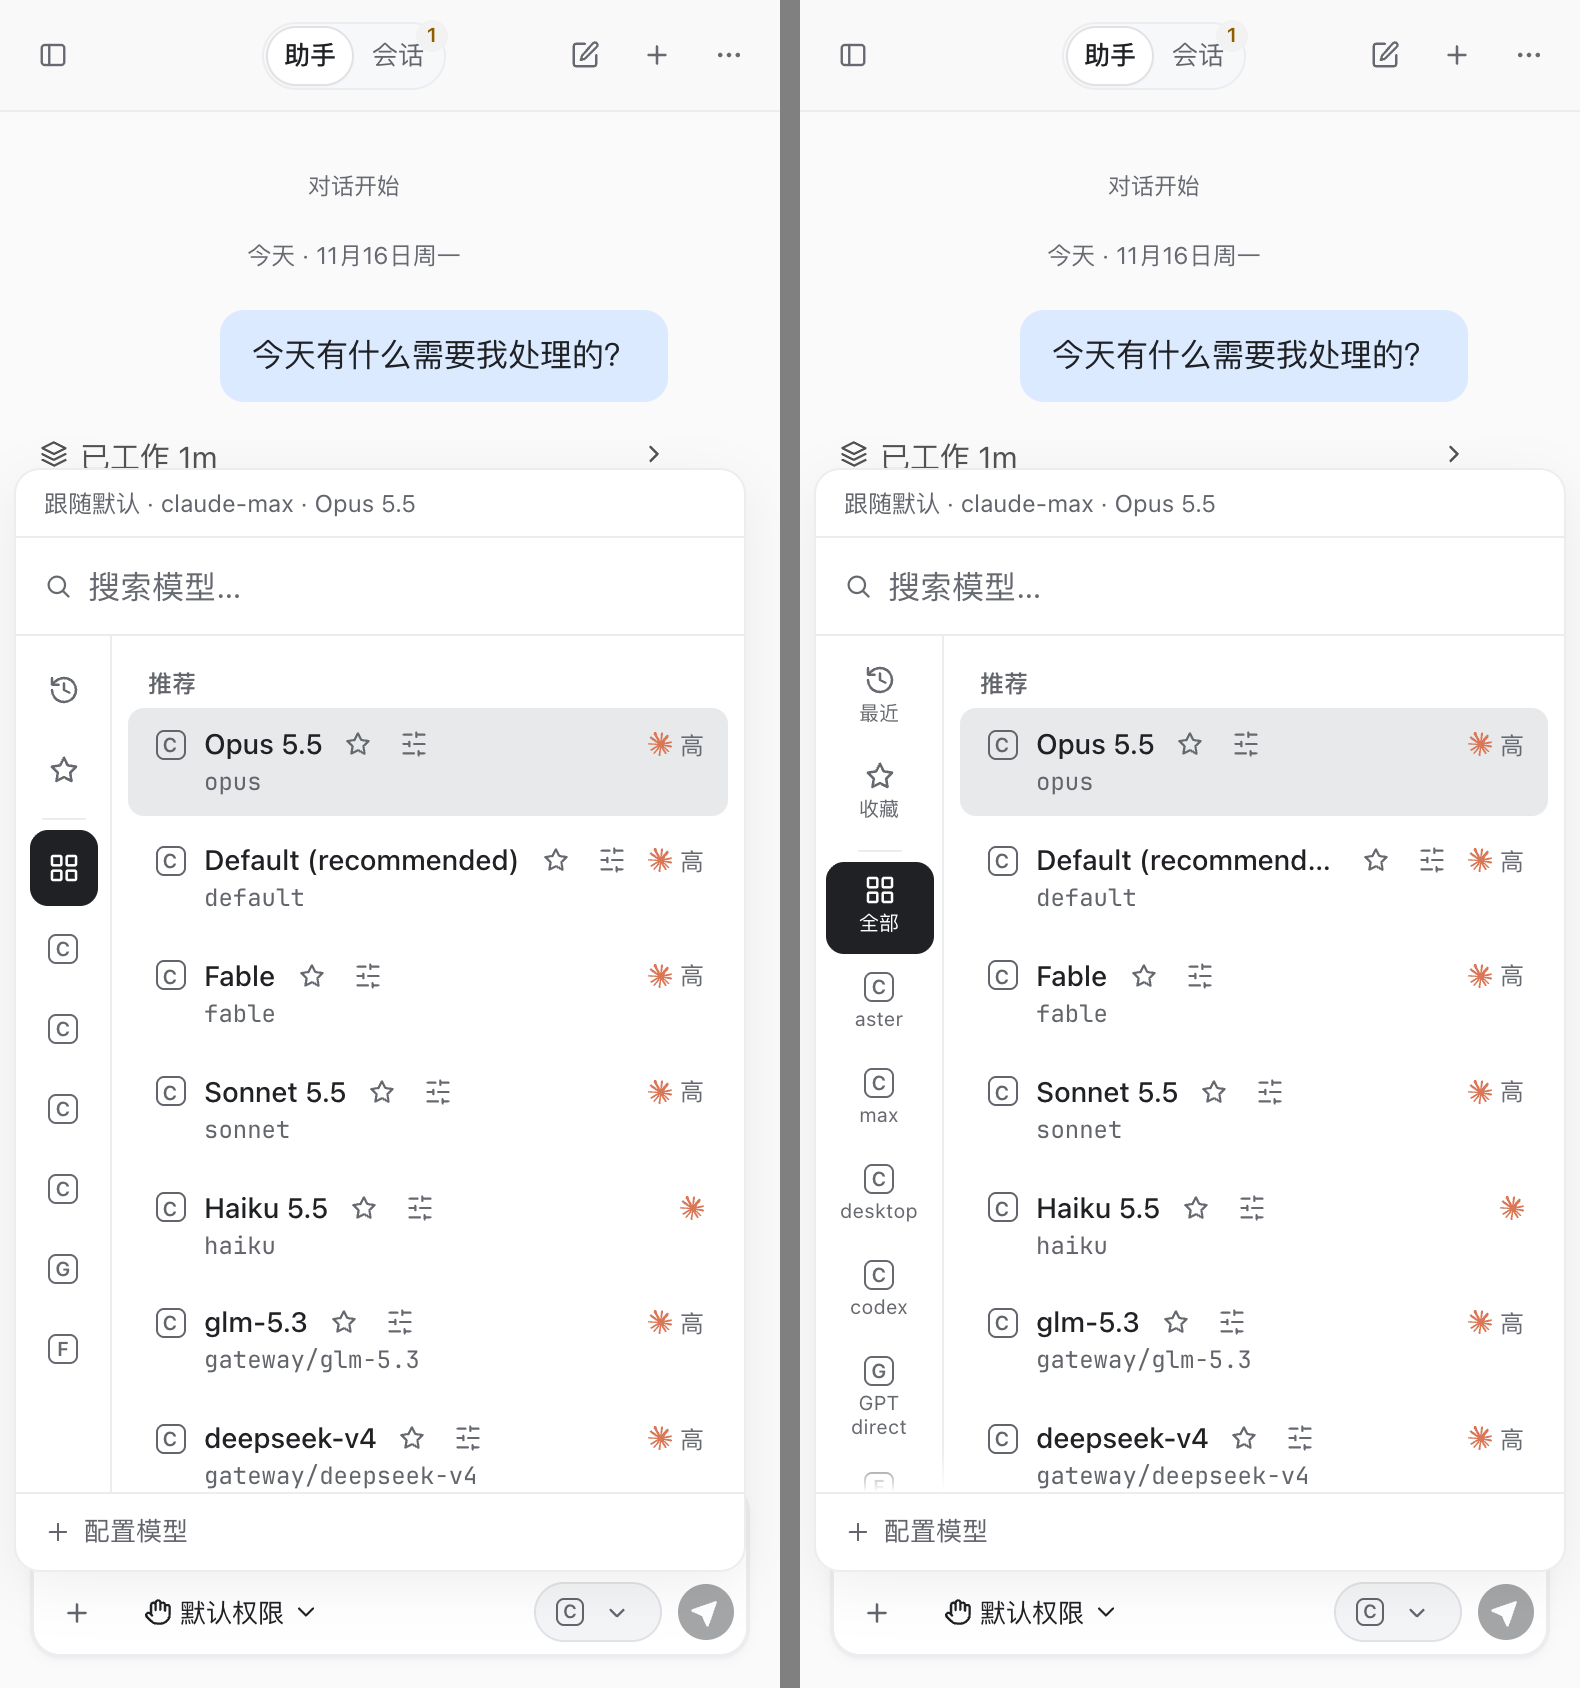 助手 会话 1
对话开始
今天 · 11月16日周一
今天有什么需要我处理的?
已工作 1m
跟随默认 · claude-max · Opus 5.5
搜索模型...
推荐
C Opus 5.5 高
opus
C Default (recommended) 高
default
C
C Fable 高
fable
C
C Sonnet 5.5 高
sonnet
C
C
C Haiku 5.5
haiku
G
C glm-5.3 高
gateway/glm-5.3
F
C deepseek-v4 高
gateway/deepseek-v4
配置模型
默认权限 C
助手 会话 1
对话开始
今天 · 11月16日周一
今天有什么需要我处理的?
已工作 1m
跟随默认 · claude-max · Opus 5.5
搜索模型...
最近
收藏
全部
C
aster
C
max
C
desktop
C
codex
G
GPT
direct
F
推荐
C Opus 5.5 高
opus
C Default (recommend... 高
default
C Fable 高
fable
C Sonnet 5.5 高
sonnet
C Haiku 5.5
haiku
C glm-5.3 高
gateway/glm-5.3
C deepseek-v4 高
gateway/deepseek-v4
配置模型
默认权限 C